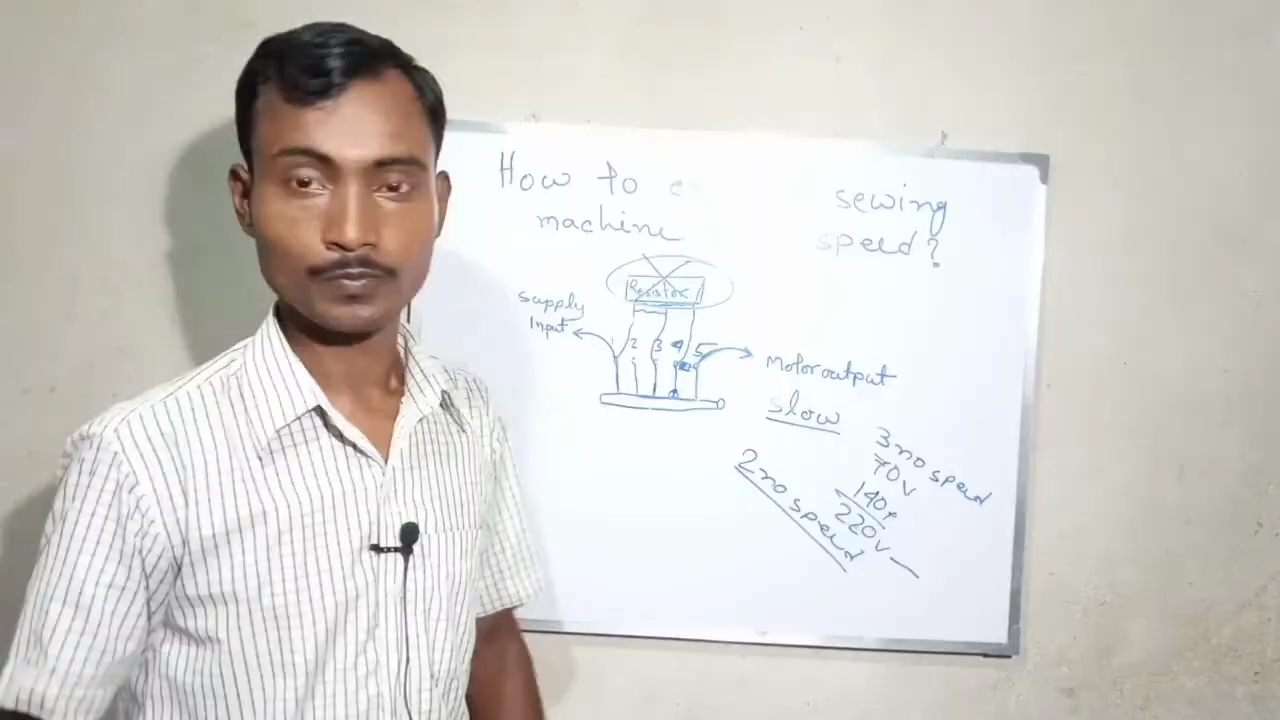 How to sewing
machine speed?
Resistor
supply
Input
1 2 3 4 5
Motor output
slow
3 no speed
70v
140v
220v
2 no speed